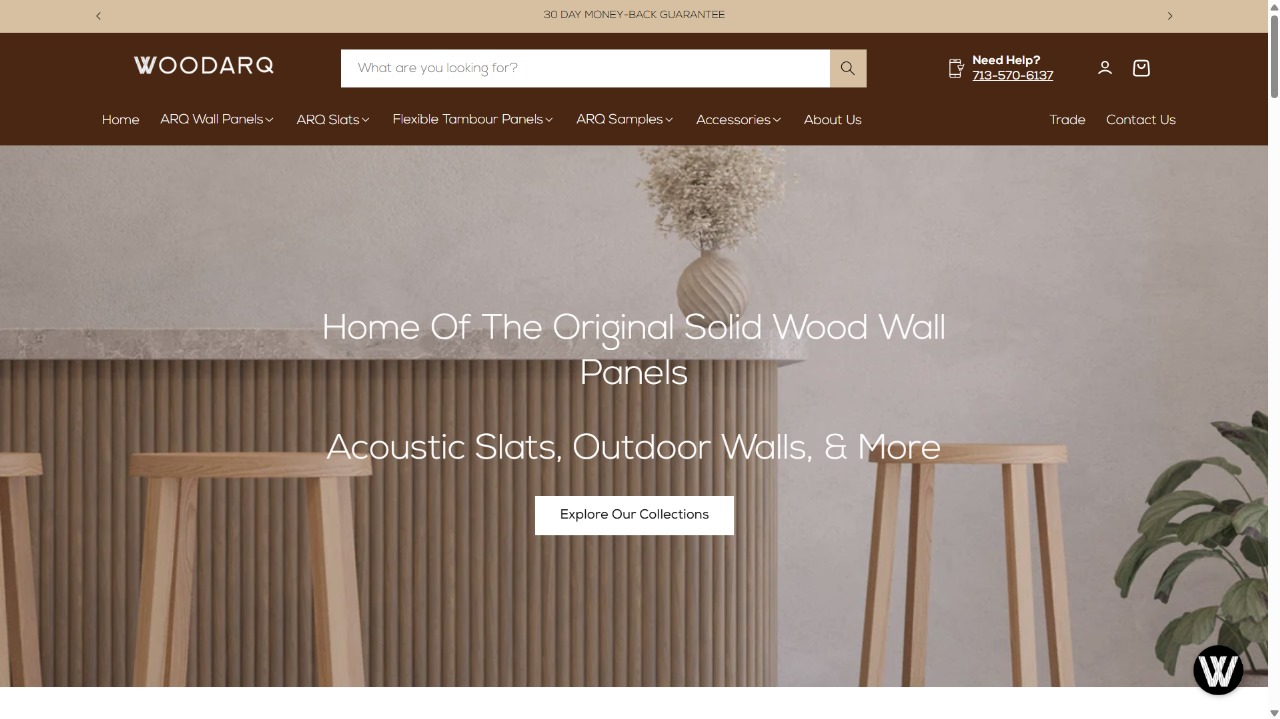 30 DAY MONEY-BACK GUARANTEE
WOODARQ
What are you looking for?
Need Help?
713-570-6137
Home ARQ Wall Panels ARQ Slats Flexible Tambour Panels ARQ Samples Accessories About Us Trade Contact Us
Home Of The Original Solid Wood Wall
Panels
Acoustic Slats, Outdoor Walls, & More
Explore Our Collections
W